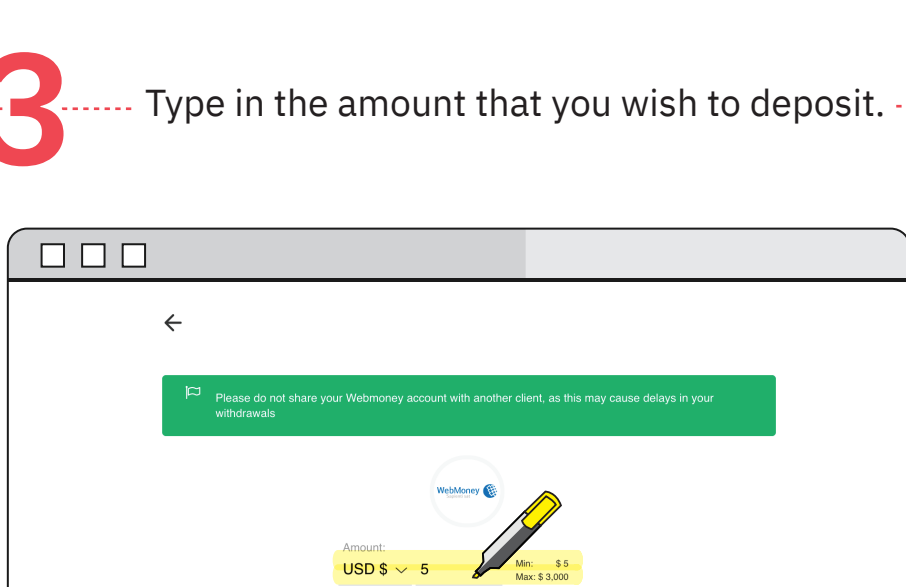 3
Type in the amount that you wish to deposit.
Please do not share your Webmoney account with another client, as this may cause delays in your
withdrawals
WebMoney
Amount:
USD $ 5
Min: $ 5
Max: $ 3,000